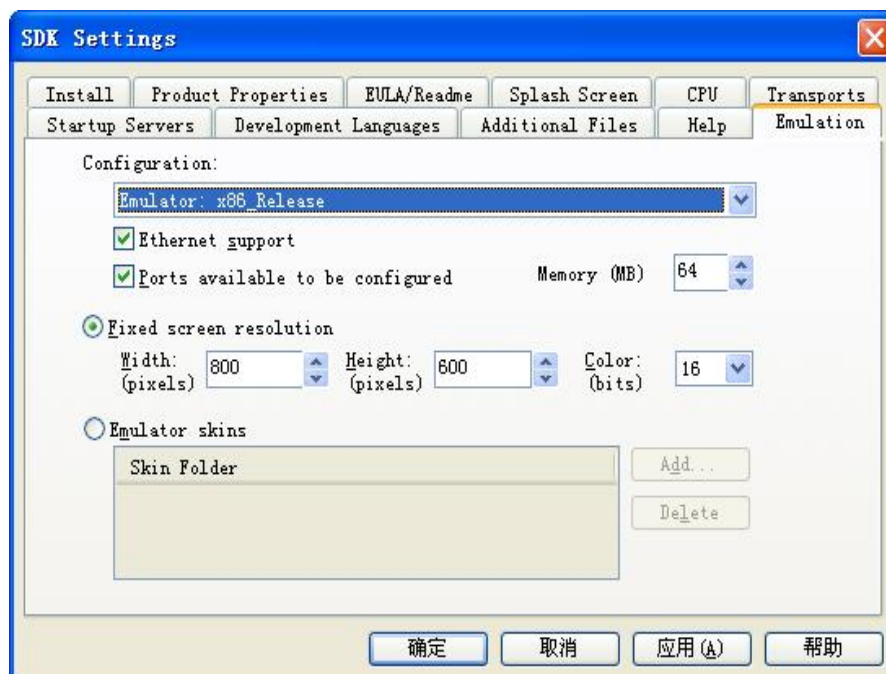 SDK Settings
Install Product Properties EULA/Readme Splash Screen CPU Transports
Startup Servers Development Languages Additional Files Help Emulation
Configuration:
Emulator: x86_Release
Ethernet support
Ports available to be configured Memory (MB) 64
Fixed screen resolution
Width: (pixels) 800 Height: (pixels) 600 Color: (bits) 16
Emulator skins
Skin Folder Add...
Delete
确定 取消 应用(A) 帮助